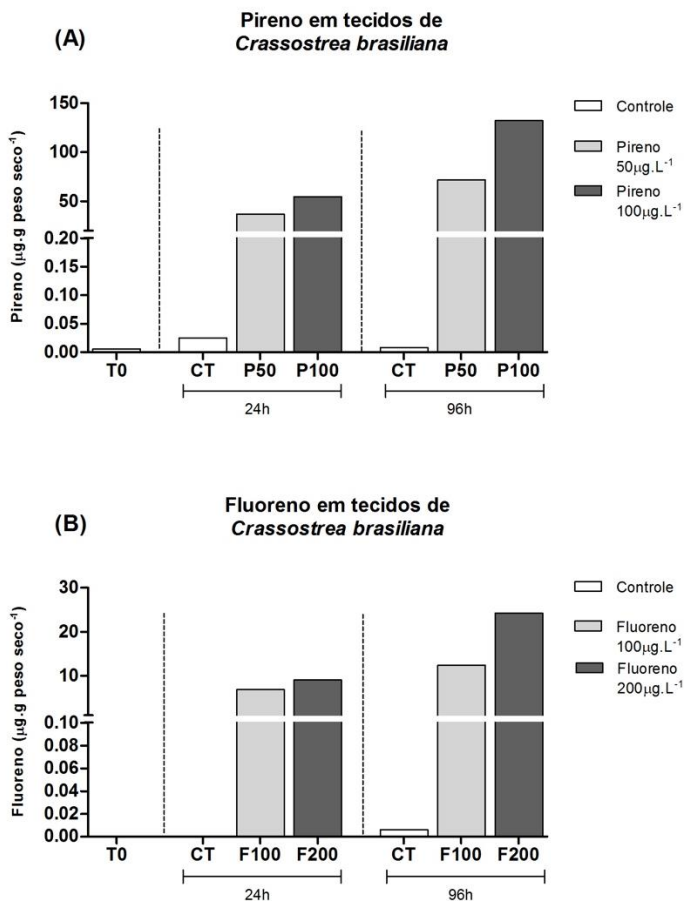 (A)
Pireno em tecidos de
Crassostrea brasiliana
Pireno (µg.g peso seco⁻¹)
150
100
50
0.20
0.15
0.10
0.05
0.00
T0
CT P50 P100
24h
CT P50 P100
96h
Controle
Pireno
50µg.L⁻¹
Pireno
100µg.L⁻¹
(B)
Fluoreno em tecidos de
Crassostrea brasiliana
Fluoreno (µg.g peso seco⁻¹)
30
20
10
0.10
0.08
0.06
0.04
0.02
0.00
T0
CT F100 F200
24h
CT F100 F200
96h
Controle
Fluoreno
100µg.L⁻¹
Fluoreno
200µg.L⁻¹